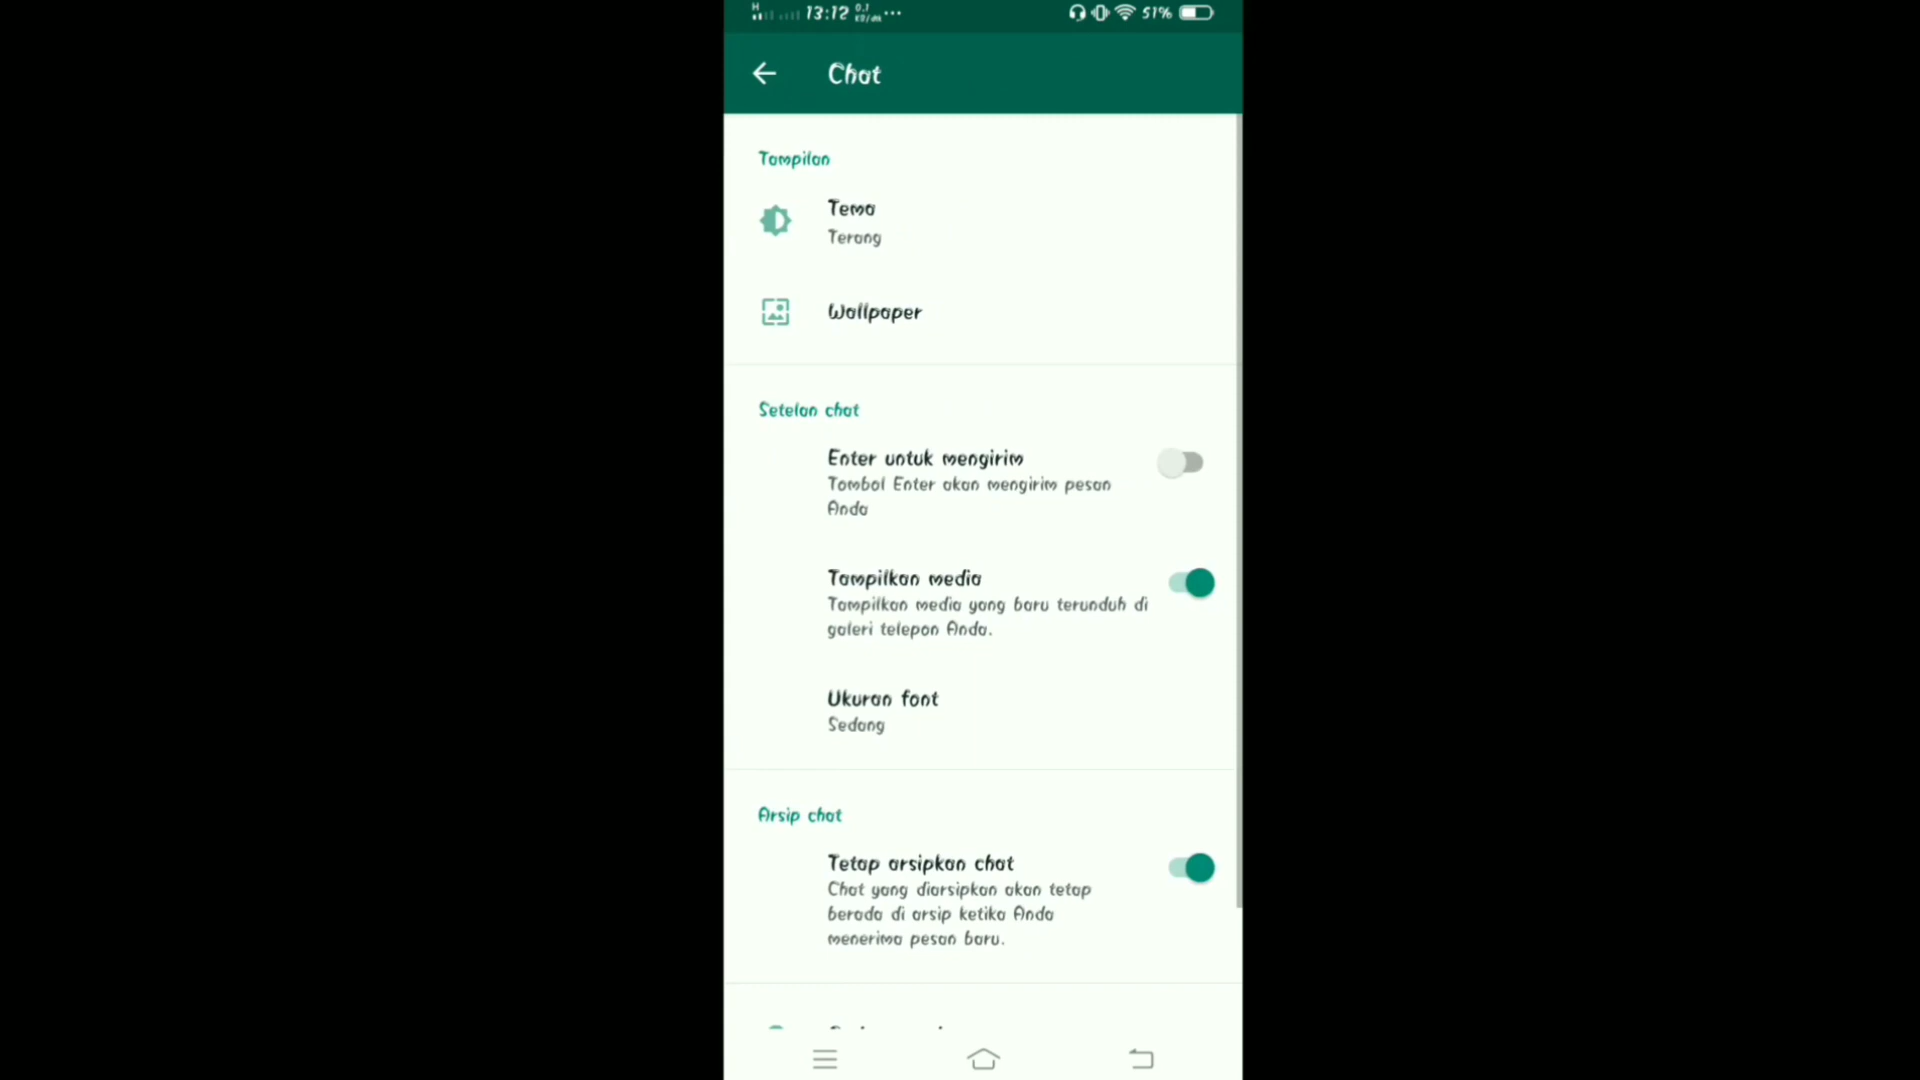 H 13:12 0.1 ... 51%
Chat
Tampilan
Tema
Terang
Wallpaper
Setelan chat
Enter untuk mengirim
Tombol Enter akan mengirim pesan
Anda
Tampilkan media
Tampilkan media yang baru terunduh di
galeri telepon Anda.
Ukuran font
Sedang
Arsip chat
Tetap arsipkan chat
Chat yang diarsipkan akan tetap
berada di arsip ketika Anda
menerima pesan baru.